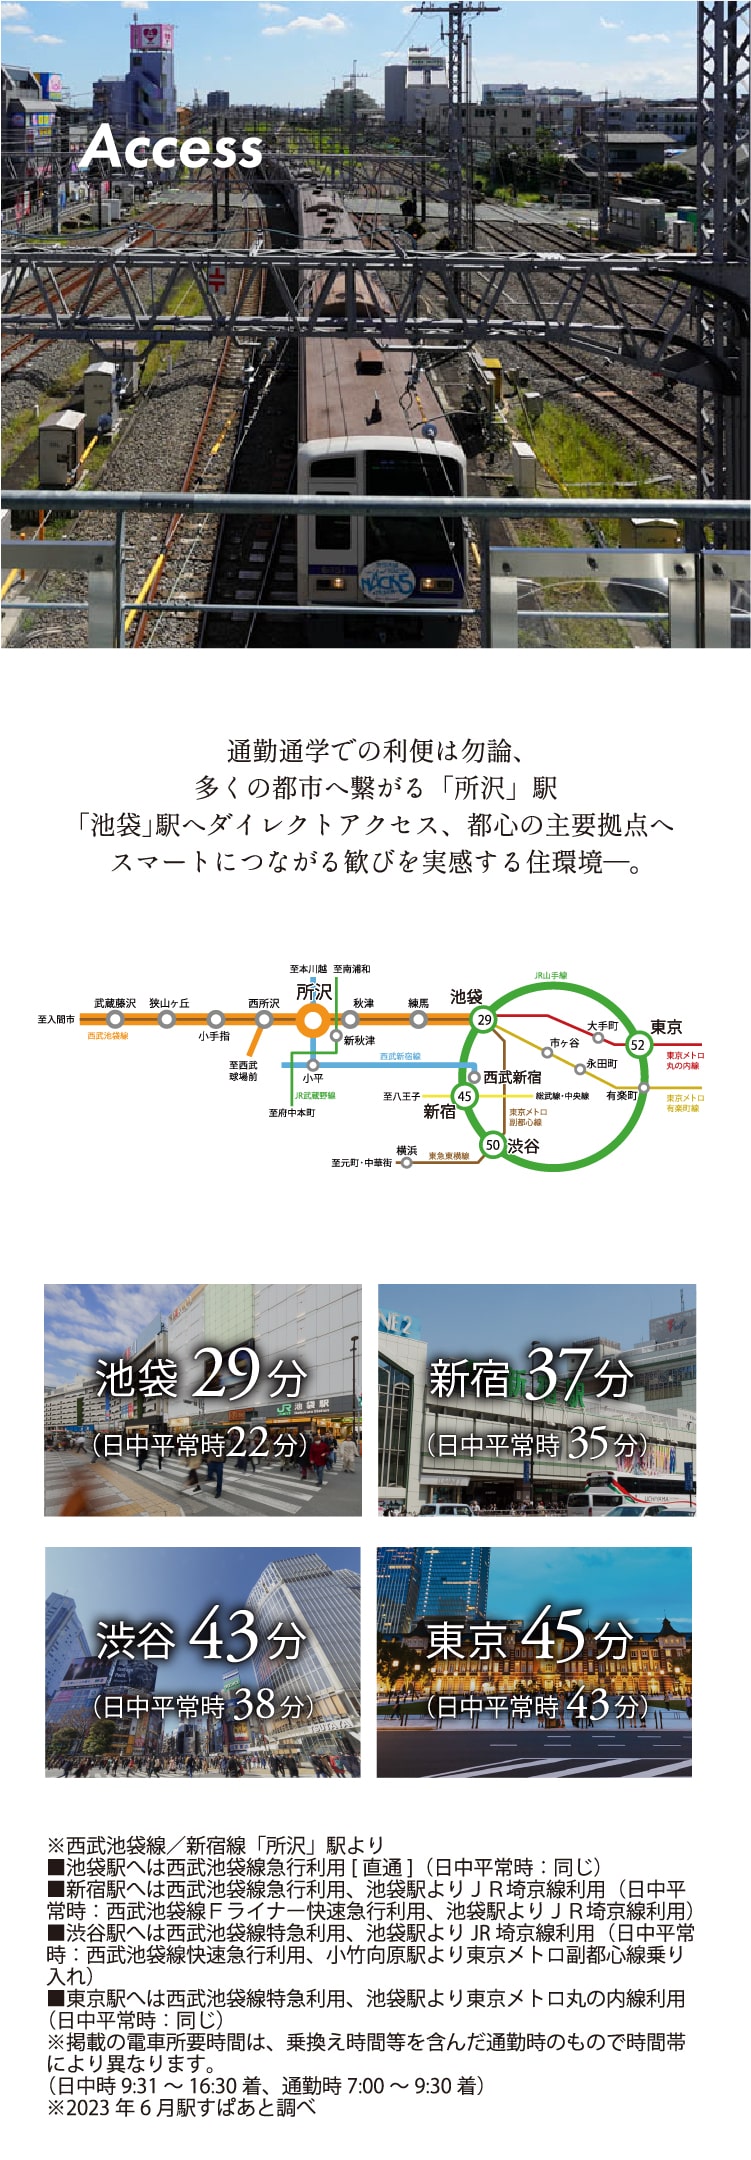 Access
NACK5
通勤通学での利便は勿論、
多くの都市へ繋がる「所沢」駅
「池袋」駅へダイレクトアクセス、都心の主要拠点へ
スマートにつながる歓びを実感する住環境―。
至本川越 至南浦和
JR山手線
武蔵藤沢 狭山ヶ丘 西所沢 所沢 秋津 練馬 池袋
至入間市
29
大手町 東京
西武池袋線 小手指 新秋津
市ヶ谷
52
至西武
球場前
小平
西武新宿線
西武新宿
永田町
東京メトロ
丸の内線
JR武蔵野線
至八王子
45
総武線・中央線
有楽町
東京メトロ
有楽町線
至府中本町
新宿
東京メトロ
副都心線
横浜
東急東横線
50
渋谷
至元町・中華街
池袋 29分
（日中平常時22分）
JR 池袋駅
新宿 37分
（日中平常時 35分）
渋谷 43分
（日中平常時 38分）
東京 45分
（日中平常時 43分）
※西武池袋線／新宿線「所沢」駅より
■池袋駅へは西武池袋線急行利用 [ 直通 ]（日中平常時：同じ）
■新宿駅へは西武池袋線急行利用、池袋駅よりＪＲ埼京線利用（日中平
常時：西武池袋線Ｆライナー快速急行利用、池袋駅よりＪＲ埼京線利用）
■渋谷駅へは西武池袋線特急利用、池袋駅より JR 埼京線利用（日中平常
時：西武池袋線快速急行利用、小竹向原駅より東京メトロ副都心線乗り
入れ）
■東京駅へは西武池袋線特急利用、池袋駅より東京メトロ丸の内線利用
（日中平常時：同じ）
※掲載の電車所要時間は、乗換え時間等を含んだ通勤時のもので時間帯
により異なります。
（日中時 9:31 ～ 16:30 着、通勤時 7:00 ～ 9:30 着）
※2023 年 6 月駅すぱあと調べ